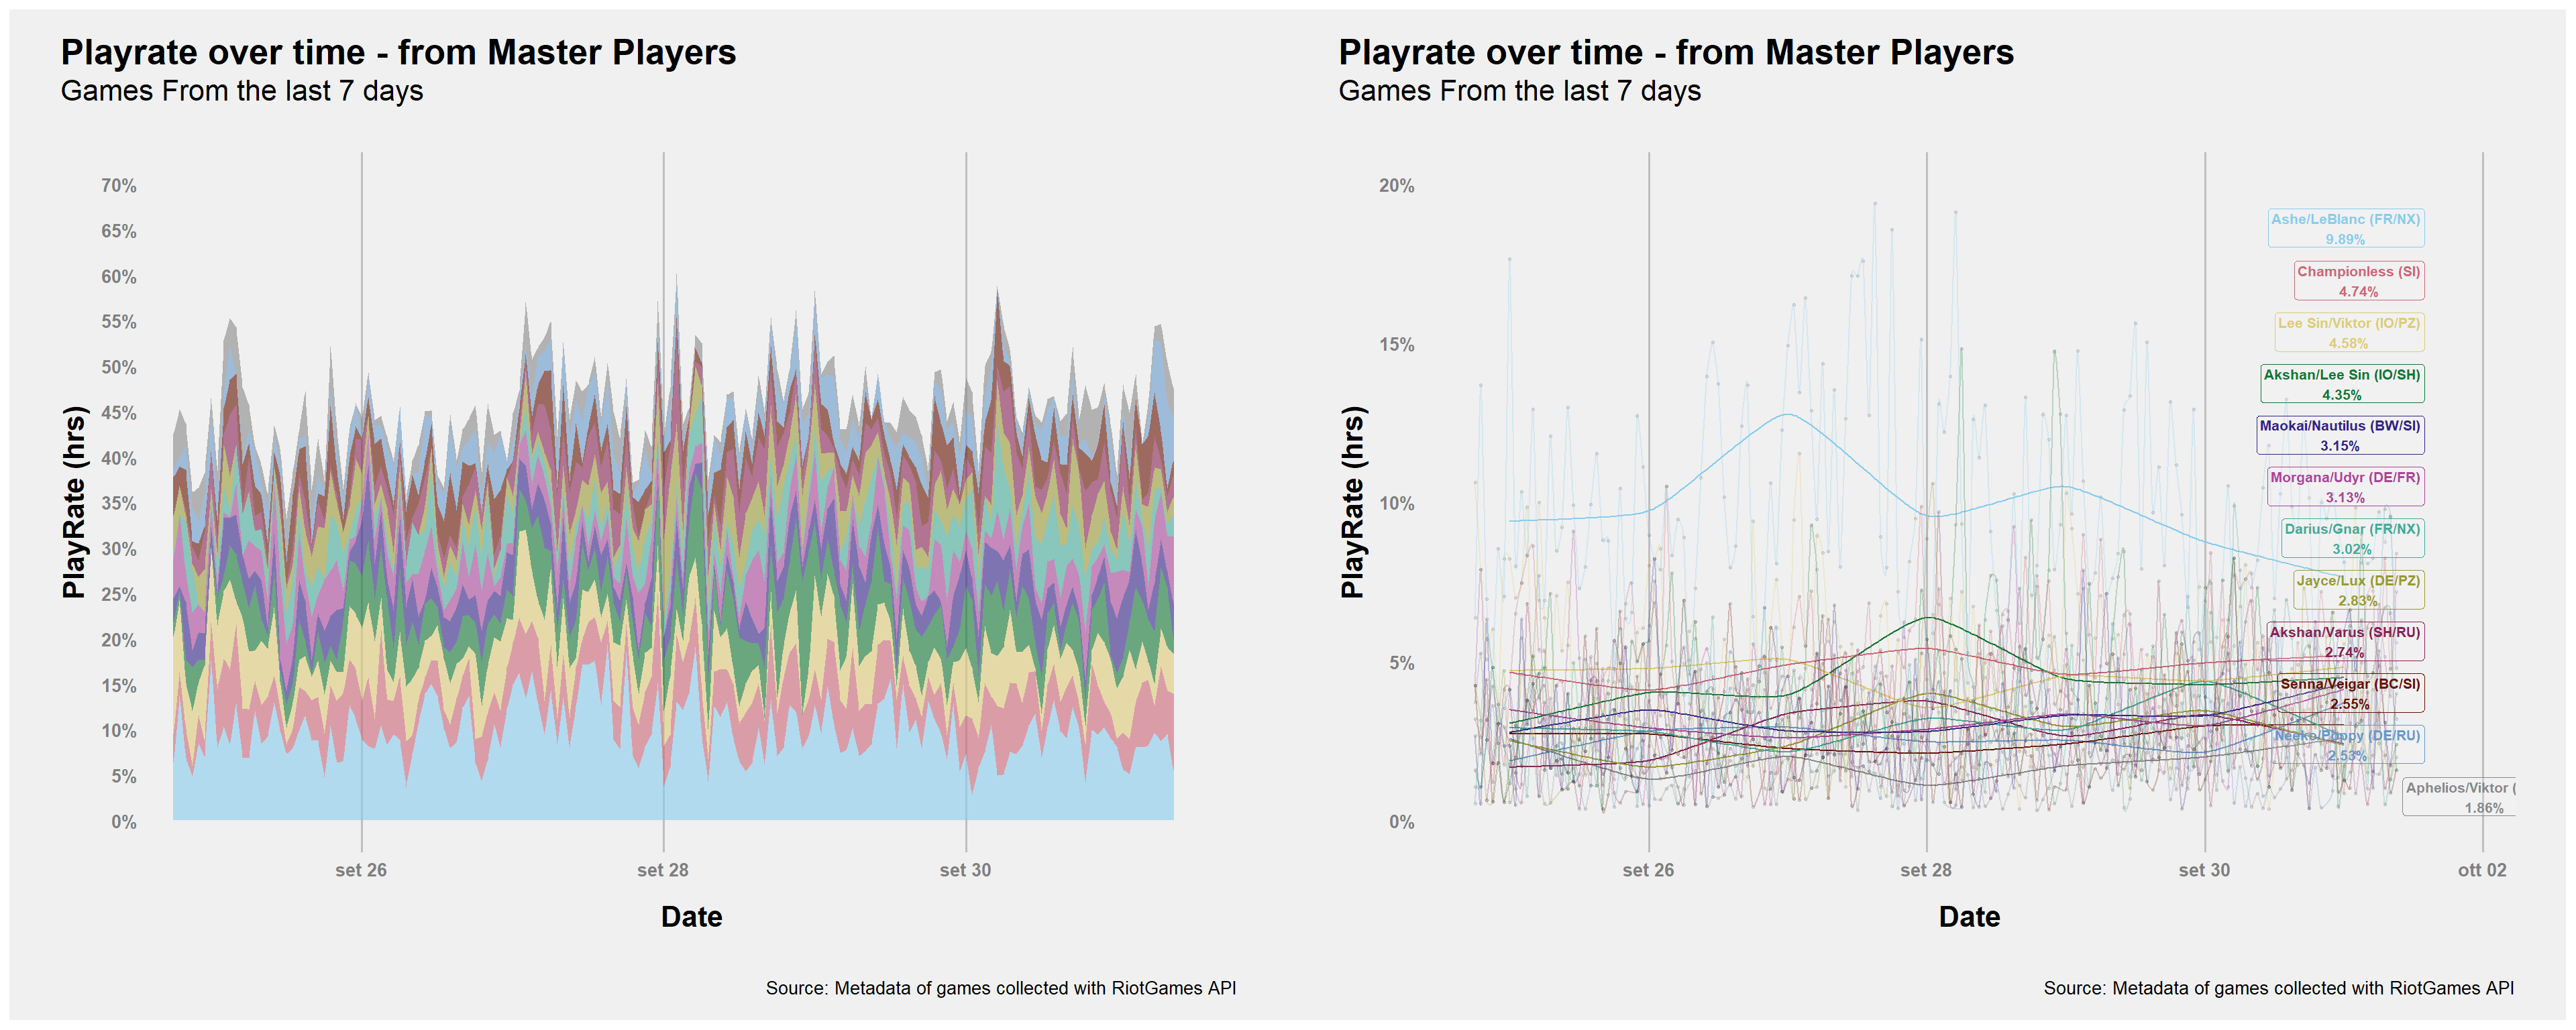 Playrate over time - from Master Players
Games From the last 7 days
70%
65%
60%
55%
50%
45%
40%
35%
30%
25%
20%
15%
10%
5%
0%
PlayRate (hrs)
set 26
set 28
set 30
Date
Source: Metadata of games collected with RiotGames API
Playrate over time - from Master Players
Games From the last 7 days
20%
15%
10%
5%
0%
PlayRate (hrs)
Ashe/LeBlanc (FR/NX)
9.89%
Championless (SI)
4.74%
Lee Sin/Viktor (IO/PZ)
4.58%
Akshan/Lee Sin (IO/SH)
4.35%
Maokai/Nautilus (BW/SI)
3.15%
Morgana/Udyr (DE/FR)
3.13%
Darius/Gnar (FR/NX)
3.02%
Jayce/Lux (DE/PZ)
2.83%
Akshan/Varus (SH/RU)
2.74%
Senna/Veigar (BC/SI)
2.55%
Neeko/Poppy (DE/RU)
2.53%
Aphelios/Viktor (
1.86%
set 26
set 28
set 30
ott 02
Date
Source: Metadata of games collected with RiotGames API